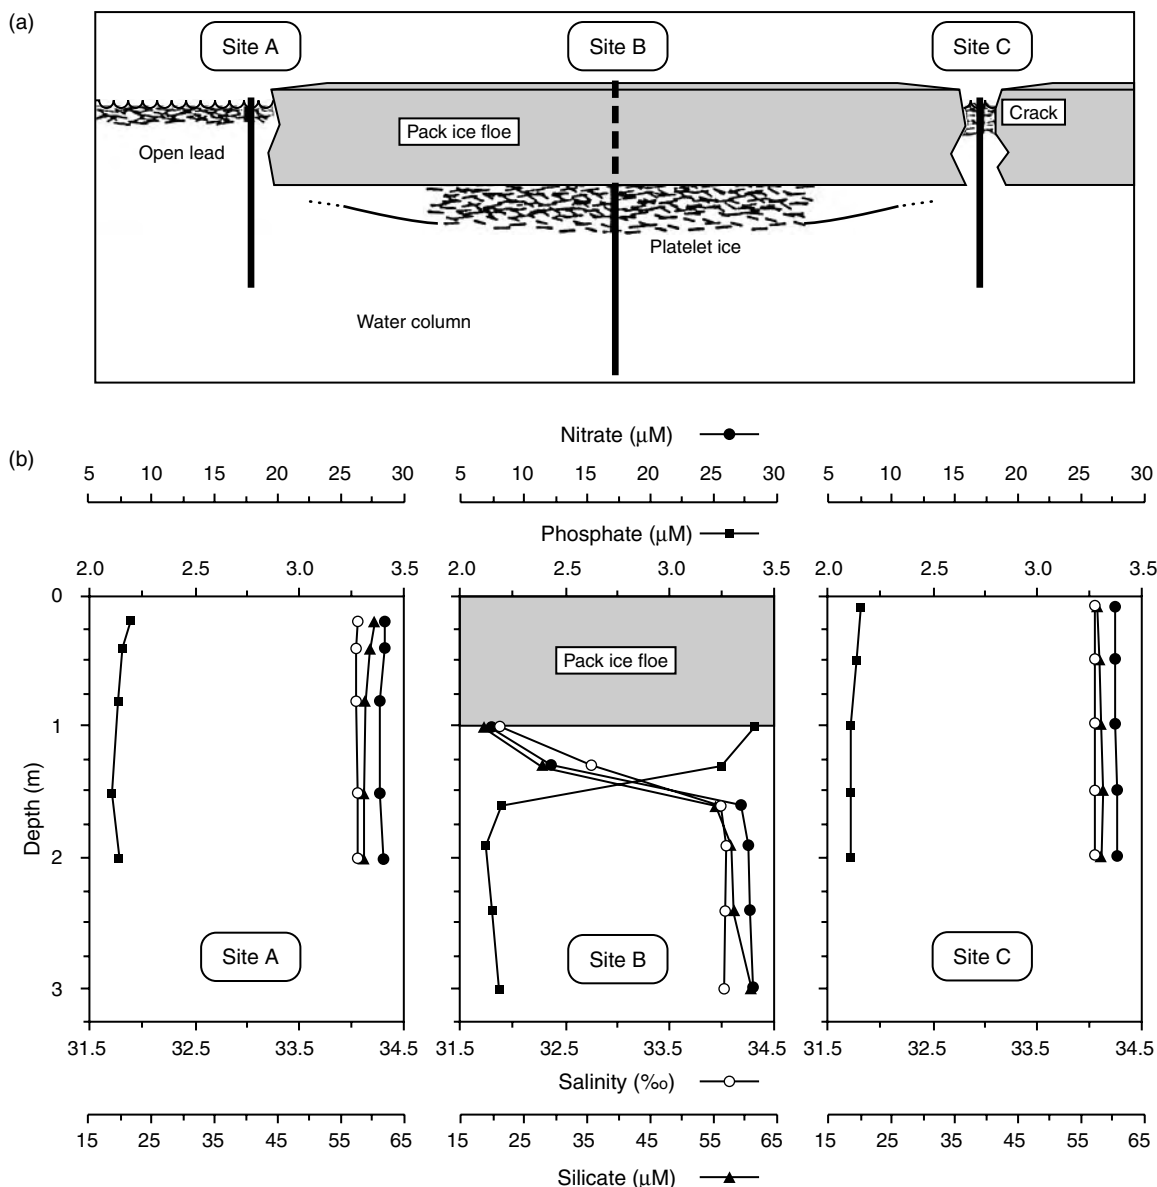 (a)
Site A Site B Site C
Pack ice floe
Crack
Open lead
Platelet ice
Water column
Nitrate (μM)
(b)
5 10 15 20 25 30 5 10 15 20 25 30 5 10 15 20 25 30
Phosphate (μM)
2.0 2.5 3.0 3.5 2.0 2.5 3.0 3.5 2.0 2.5 3.0 3.5
0
Pack ice floe
1
Depth (m)
2
Site A Site B Site C
3
31.5 32.5 33.5 34.5 31.5 32.5 33.5 34.5 31.5 32.5 33.5 34.5
Salinity (‰)
15 25 35 45 55 65 15 25 35 45 55 65 15 25 35 45 55 65
Silicate (μM)